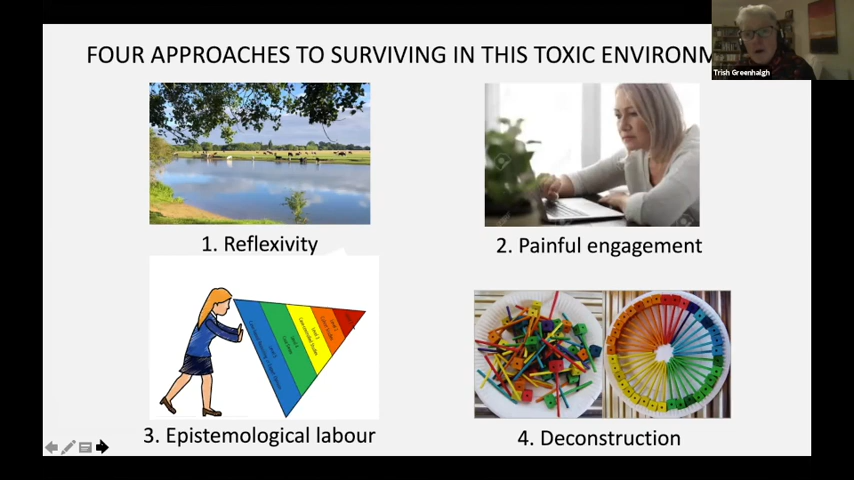 FOUR APPROACHES TO SURVIVING IN THIS TOXIC ENVIRONM
Trish Greenhalgh
1. Reflexivity
2. Painful engagement
3. Epistemological labour
4. Deconstruction